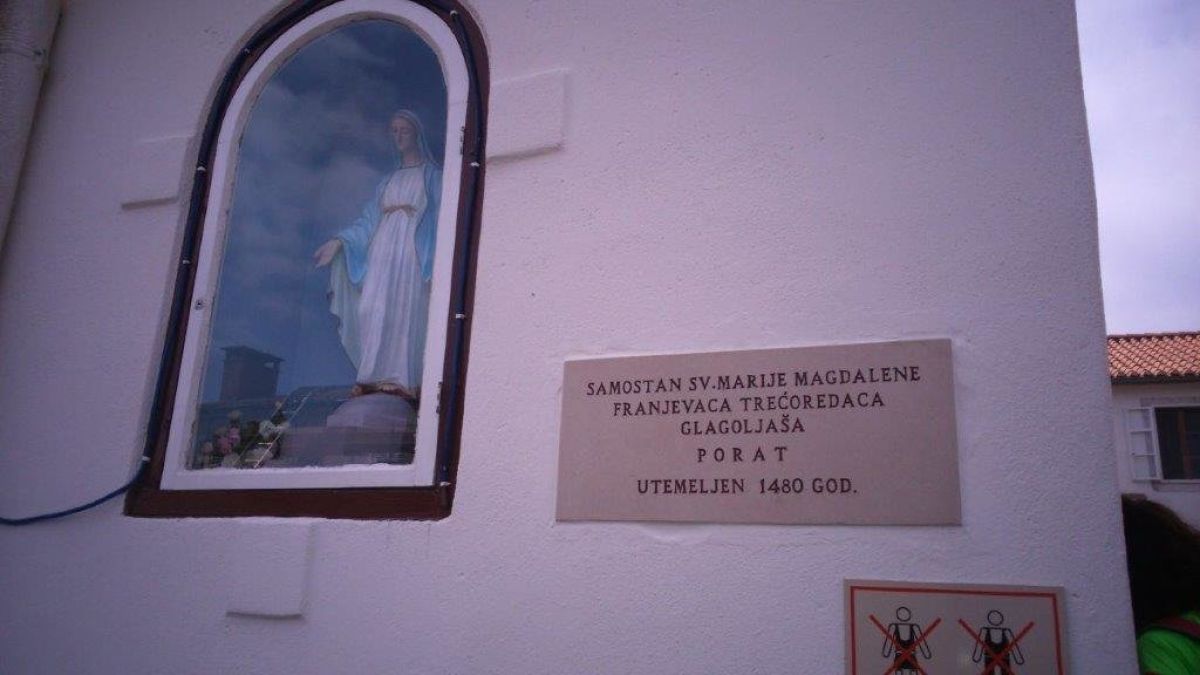 SAMOSTAN SV.MARIJE MAGDALENE
FRANJEVACA TREĆOREDACA
GLAGOLJAŠA
PORAT
UTEMELJEN 1480 GOD.